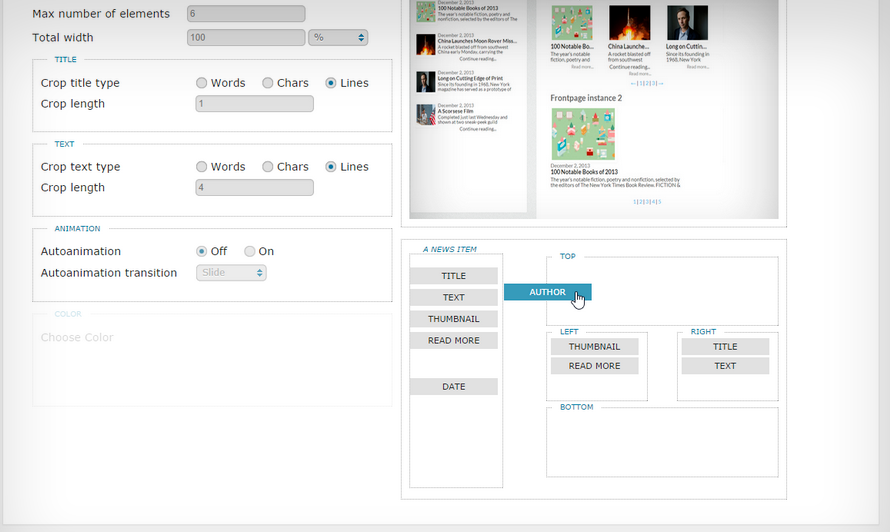 Max number of elements 6
Total width 100 %
TITLE
Crop title type Words Chars Lines
Crop length 1
TEXT
Crop text type Words Chars Lines
Crop length 4
ANIMATION
Autoanimation Off On
Autoanimation transition Slide
COLOR
Choose Color
100 Notable Books of 2013
The year's notable fiction, poetry and
nonfiction, selected by the editors of The
Continue reading...
December 2, 2013
China Launches Moon Rover Miss...
A rocket blasted off from southwest
China early Monday, carrying the
Continue reading...
December 2, 2013
Long on Cutting Edge of Print
Since its founding in 1968, New York
magazine has served as a prototype of
Continue reading...
December 2, 2013
A Scorsese Film
Completed just last Wednesday and
shown at two sneak-peek guild
Continue reading...
100 Notable Bo...
The year's notable
fiction, poetry and
Read more...
China Launche...
A rocket blasted off
from southwest
Continue reading...
Read more...
Long on Cuttin...
Since its founding in
1968, New York
Read more...
← 1|2|3| →
Frontpage instance 2
December 2, 2013
100 Notable Books of 2013
The year's notable fiction, poetry and nonfiction, selected by
the editors of The New York Times Book Review. FICTION &
1|2|3|4|5
A NEWS ITEM
TITLE
TEXT
THUMBNAIL
READ MORE
DATE
AUTHOR
TOP
LEFT
THUMBNAIL
READ MORE
RIGHT
TITLE
TEXT
BOTTOM